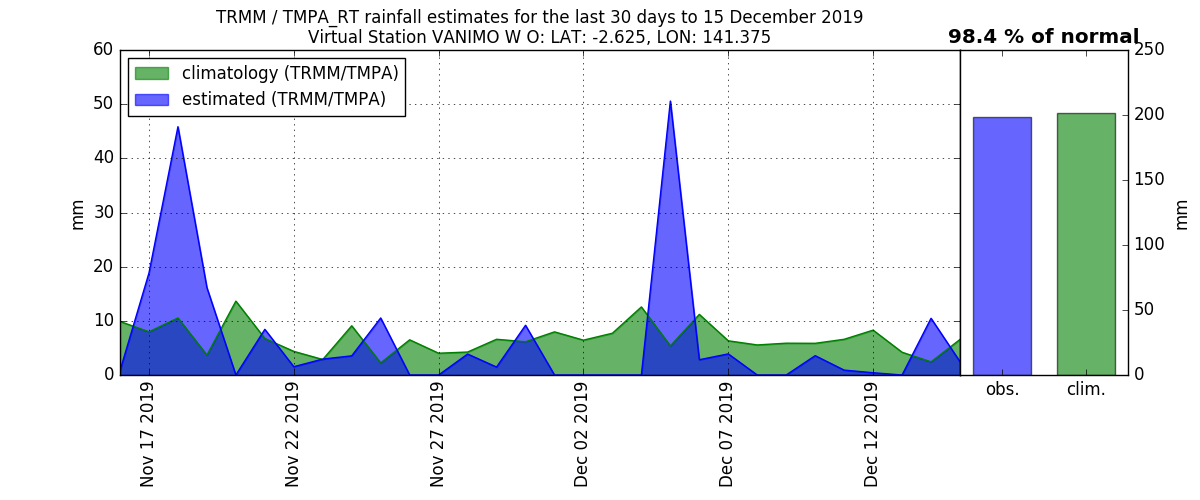 TRMM / TMPA_RT rainfall estimates for the last 30 days to 15 December 2019
Virtual Station VANIMO W O: LAT: -2.625, LON: 141.375
98.4 % of normal
climatology (TRMM/TMPA)
estimated (TRMM/TMPA)
60
50
40
30
20
10
0
mm
Nov 17 2019
Nov 22 2019
Nov 27 2019
Dec 02 2019
Dec 07 2019
Dec 12 2019
obs.
clim.
250
200
150
100
50
0
mm